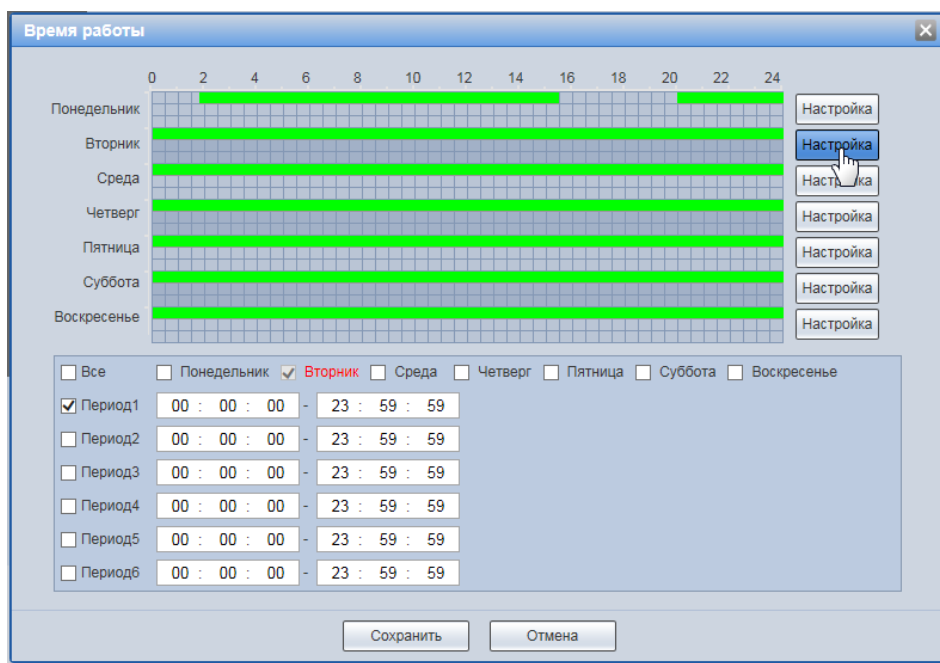 Время работы
0 2 4 6 8 10 12 14 16 18 20 22 24
Понедельник Настройка
Вторник Настройка
Среда Настройка
Четверг Настройка
Пятница Настройка
Суббота Настройка
Воскресенье Настройка
Все Понедельник Вторник Среда Четверг Пятница Суббота Воскресенье
Период1 00 : 00 : 00 - 23 : 59 : 59
Период2 00 : 00 : 00 - 23 : 59 : 59
Период3 00 : 00 : 00 - 23 : 59 : 59
Период4 00 : 00 : 00 - 23 : 59 : 59
Период5 00 : 00 : 00 - 23 : 59 : 59
Период6 00 : 00 : 00 - 23 : 59 : 59
Сохранить Отмена